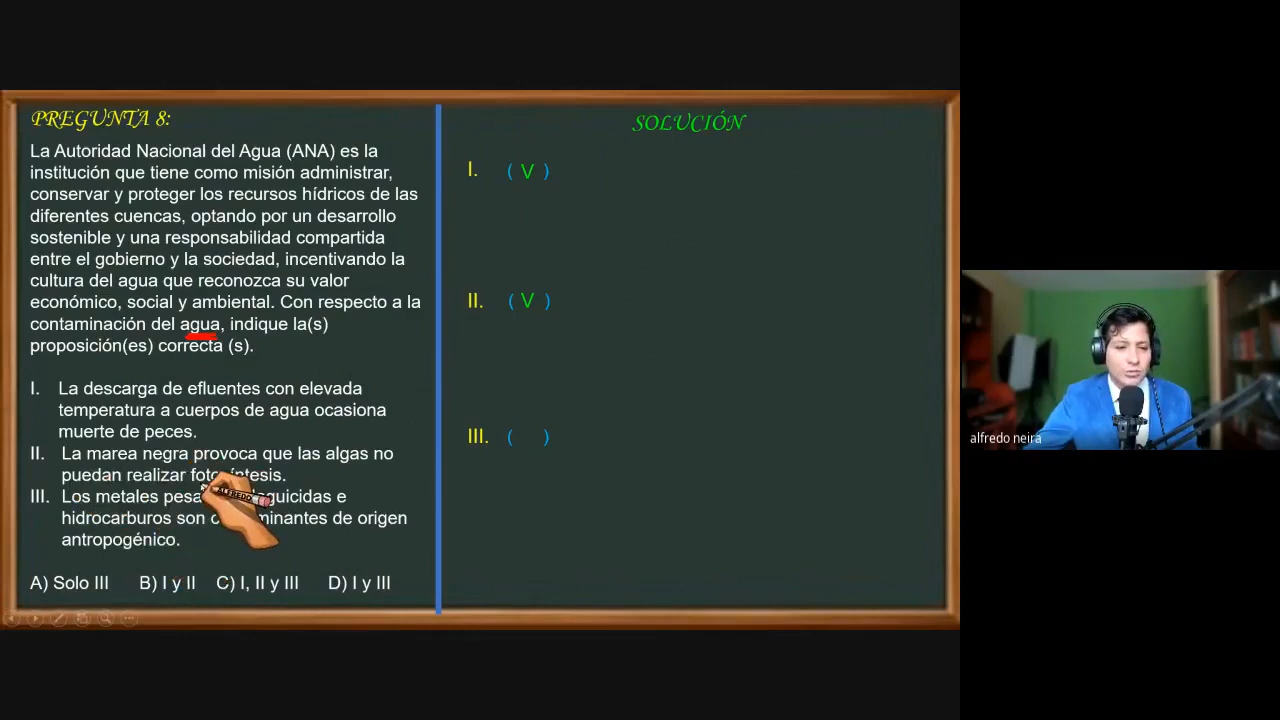 PREGUNTA 8:
La Autoridad Nacional del Agua (ANA) es la
institución que tiene como misión administrar,
conservar y proteger los recursos hídricos de las
diferentes cuencas, optando por un desarrollo
sostenible y una responsabilidad compartida
entre el gobierno y la sociedad, incentivando la
cultura del agua que reconozca su valor
económico, social y ambiental. Con respecto a la
contaminación del agua, indique la(s)
proposición(es) correcta (s).
I. La descarga de efluentes con elevada
temperatura a cuerpos de agua ocasiona
muerte de peces.
II. La marea negra provoca que las algas no
puedan realizar fotosíntesis.
III. Los metales e
hidrocarburos son de origen
antropogénico.
A) Solo III B) I y II C) I, II y III D) I y III
SOLUCIÓN
I. ( V )
II. ( V )
III. ( )
ALFREDO
alfredo neira